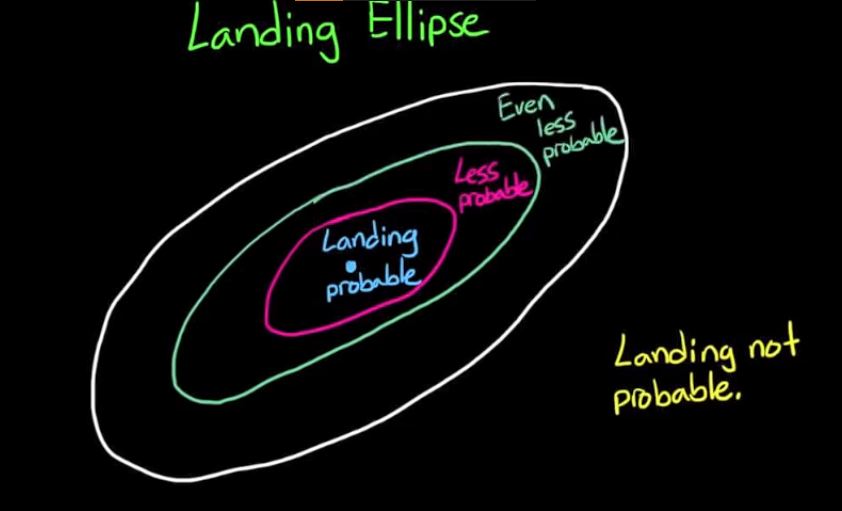 Landing Ellipse
Even
less
probable
Less
probable
Landing
probable
Landing not
probable.